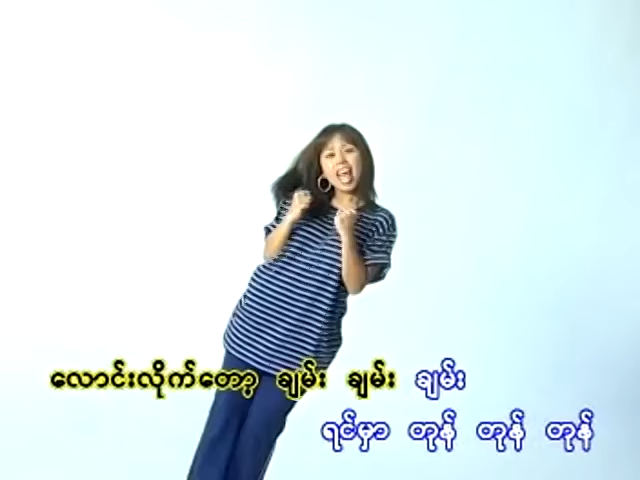 လောင်းလိုက်တော့ ချမ်း ချမ်း ချမ်း
ရင်မှာ တုန် တုန် တုန်